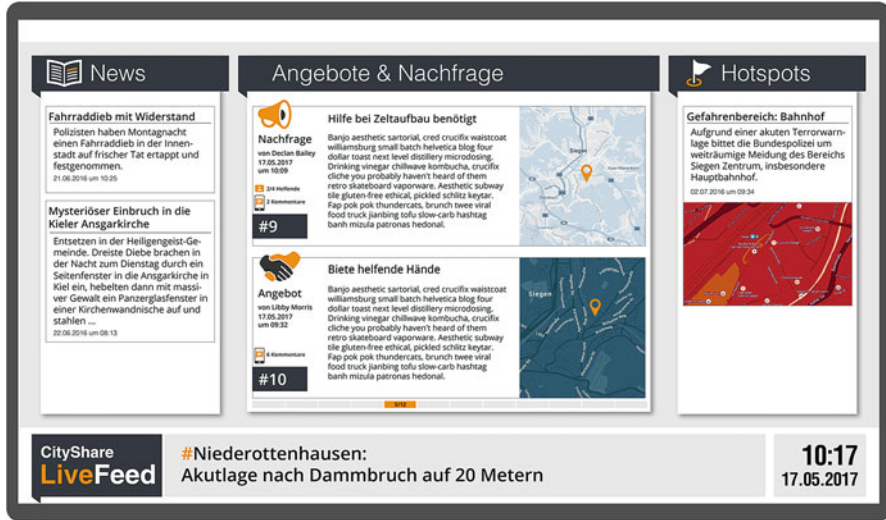 News
Fahrraddieb mit Widerstand
Polizisten haben Montagnacht
einen Fahrraddieb in der Innen-
stadt auf frischer Tat ertappt und
festgenommen.
21.06.2016 um 10:25
Mysteriöser Einbruch in die
Kieler Ansgarkirche
Entsetzen in der Heiligengeist-Ge-
meinde. Dreiste Diebe brachen in
der Nacht zum Dienstag durch ein
Seitenfenster in die Ansgarkirche in
Kiel ein, hebelten dann mit massi-
ver Gewalt ein Panzerglasfenster in
einer Kirchenwandnische auf und
stahlen ...
22.06.2016 um 08:13
Angebote & Nachfrage
Nachfrage
von Declan Bailey
17.05.2017
um 10:09
2/4 Helfende
2 Kommentare
#9
Hilfe bei Zeltaufbau benötigt
Banjo aesthetic sartorial, cred crucifix waistcoat
williamsburg small batch helvetica blog four
dollar toast next level distillery microdosing.
Drinking vinegar chillwave kombucha, crucifix
cliche you probably haven't heard of them
retro skateboard vaporware. Aesthetic subway
tile gluten-free ethical, pickled schlitz keytar.
Fap pok pok thundercats, brunch twee viral
food truck jianbing tofu slow-carb hashtag
banh mizula patronas hedonal.
Siegen
Angebot
von Libby Morris
17.05.2017
um 09:32
6 Kommentare
#10
Biete helfende Hände
Banjo aesthetic sartorial, cred crucifix waistcoat
williamsburg small batch helvetica blog four
dollar toast next level distillery microdosing.
Drinking vinegar chillwave kombucha, crucifix
cliche you probably haven't heard of them
retro skateboard vaporware. Aesthetic subway
tile gluten-free ethical, pickled schlitz keytar.
Fap pok pok thundercats, brunch twee viral
food truck jianbing tofu slow-carb hashtag
banh mizula patronas hedonal.
Siegen
5/12
Hotspots
Gefahrenbereich: Bahnhof
Aufgrund einer akuten Terrorwarn-
lage bittet die Bundespolizei um
weiträumige Meidung des Bereichs
Siegen Zentrum, insbesondere
Hauptbahnhof.
02.07.2016 um 09:34
CityShare
LiveFeed
#Niederottenhausen:
Akutlage nach Dammbruch auf 20 Metern
10:17
17.05.2017